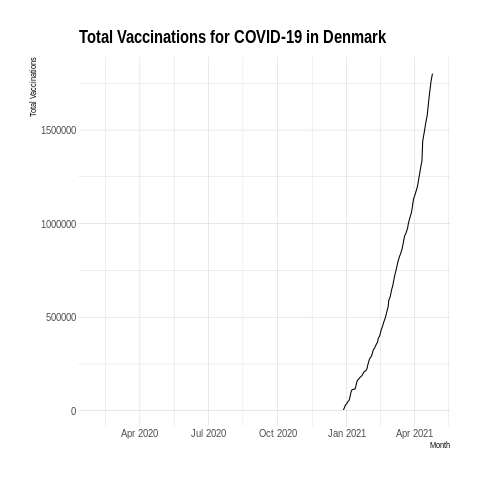 Total Vaccinations for COVID-19 in Denmark
Total Vaccinations
1500000
1000000
500000
0
Apr 2020 Jul 2020 Oct 2020 Jan 2021 Apr 2021
Month